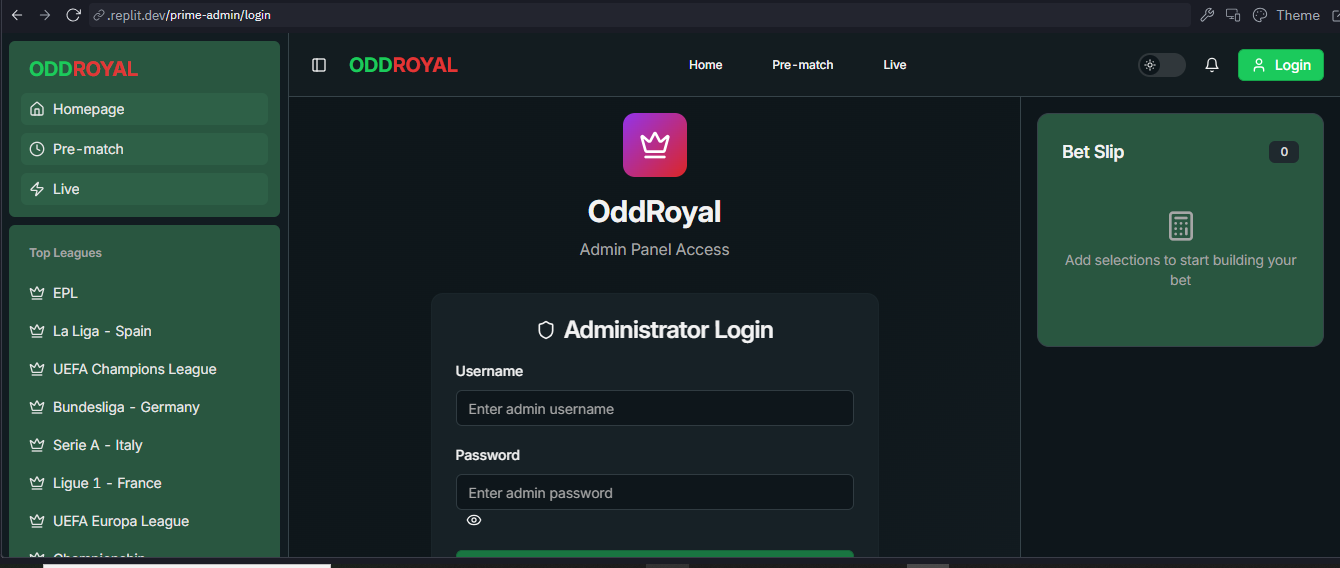 .replit.dev/prime-admin/login
Theme
ODDROYAL
Homepage
Pre-match
Live
Top Leagues
EPL
La Liga - Spain
UEFA Champions League
Bundesliga - Germany
Serie A - Italy
Ligue 1 - France
UEFA Europa League
Championship
ODDROYAL
Home
Pre-match
Live
Login
OddRoyal
Admin Panel Access
Administrator Login
Username
Enter admin username
Password
Enter admin password
Bet Slip
0
Add selections to start building your
bet